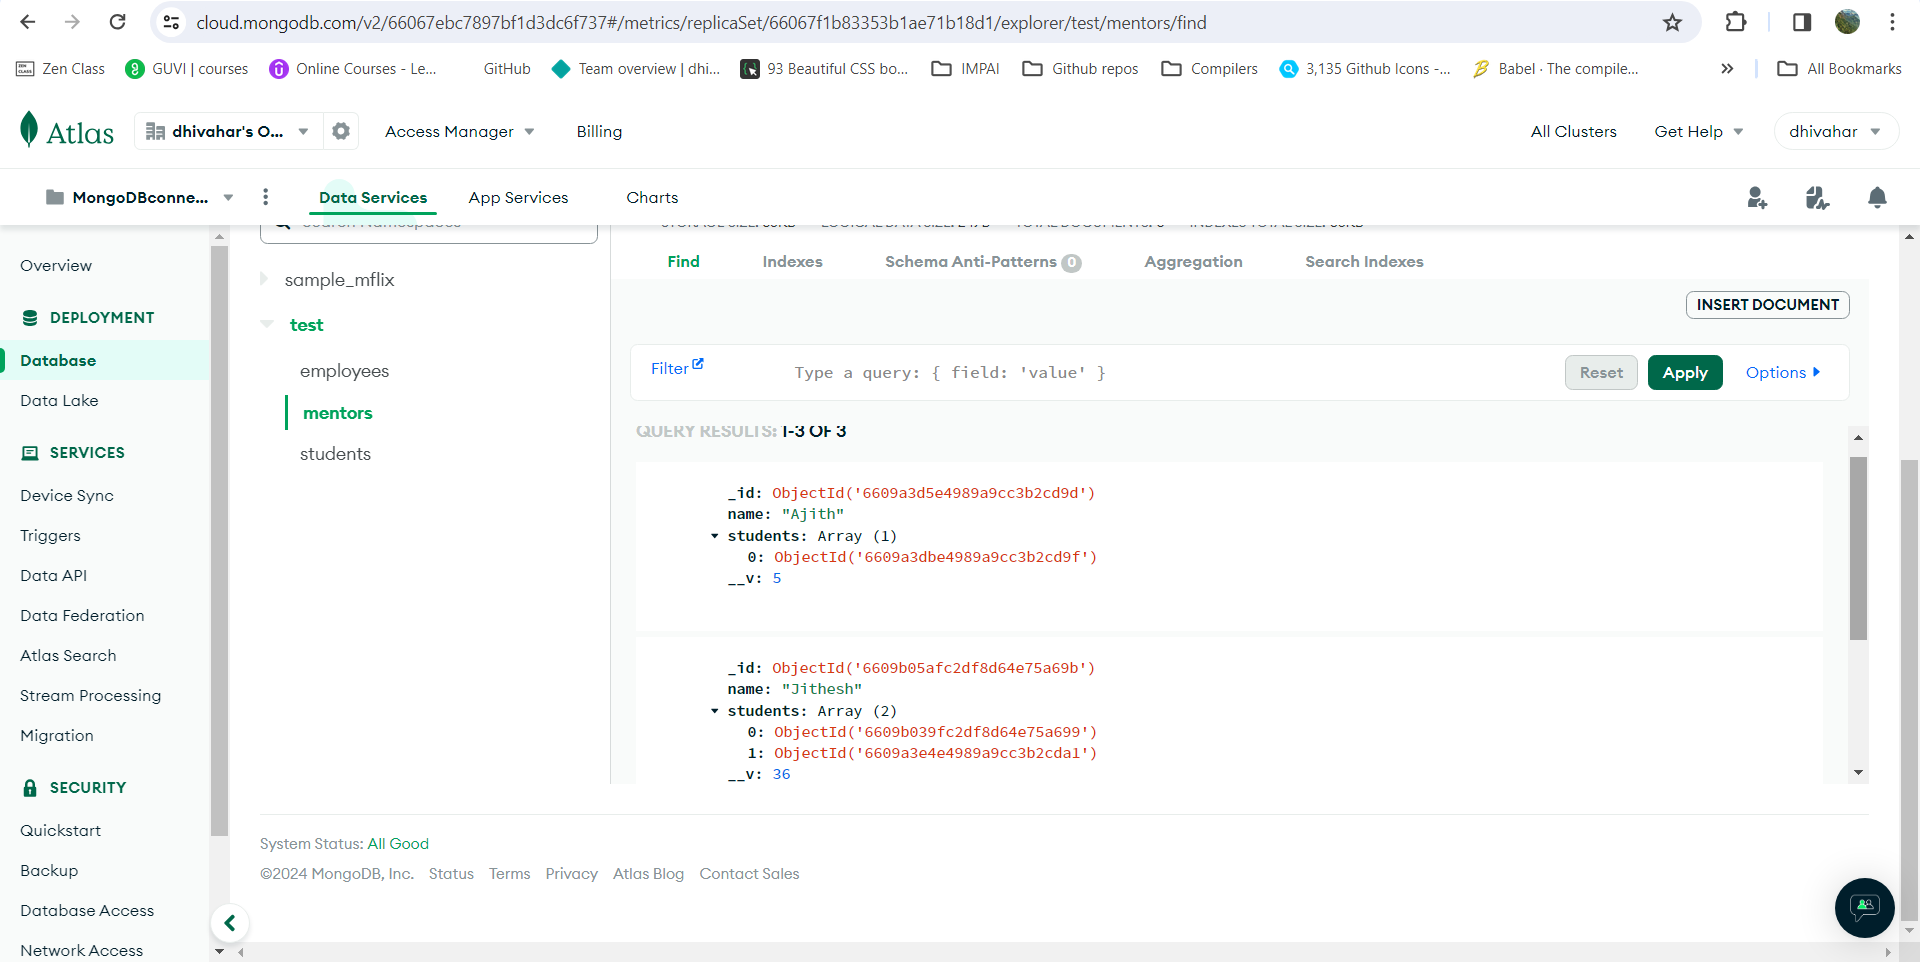 cloud.mongodb.com/v2/66067ebc7897bf1d3dc6f737#/metrics/replicaSet/66067f1b83353b1ae71b18d1/explorer/test/mentors/find
Zen Class GUVI | courses Online Courses - Le... GitHub Team overview | dhi... 93 Beautiful CSS bo... IMPAI Github repos Compilers 3,135 Github Icons -... Babel · The compile... All Bookmarks
Atlas dhivahar's O... Access Manager Billing All Clusters Get Help dhivahar
MongoDBconne... Data Services App Services Charts
Overview
DEPLOYMENT
Database
Data Lake
SERVICES
Device Sync
Triggers
Data API
Data Federation
Atlas Search
Stream Processing
Migration
SECURITY
Quickstart
Backup
Database Access
Network Access
sample_mflix
test
employees
mentors
students
Find Indexes Schema Anti-Patterns 0 Aggregation Search Indexes
INSERT DOCUMENT
Filter Type a query: { field: 'value' } Reset Apply Options
QUERY RESULTS: 1-3 OF 3
_id: ObjectId('6609a3d5e4989a9cc3b2cd9d')
name: "Ajith"
students: Array (1)
0: ObjectId('6609a3dbe4989a9cc3b2cd9f')
__v: 5
_id: ObjectId('6609b05afc2df8d64e75a69b')
name: "Jithesh"
students: Array (2)
0: ObjectId('6609b039fc2df8d64e75a699')
1: ObjectId('6609a3e4e4989a9cc3b2cda1')
__v: 36
System Status: All Good
©2024 MongoDB, Inc. Status Terms Privacy Atlas Blog Contact Sales